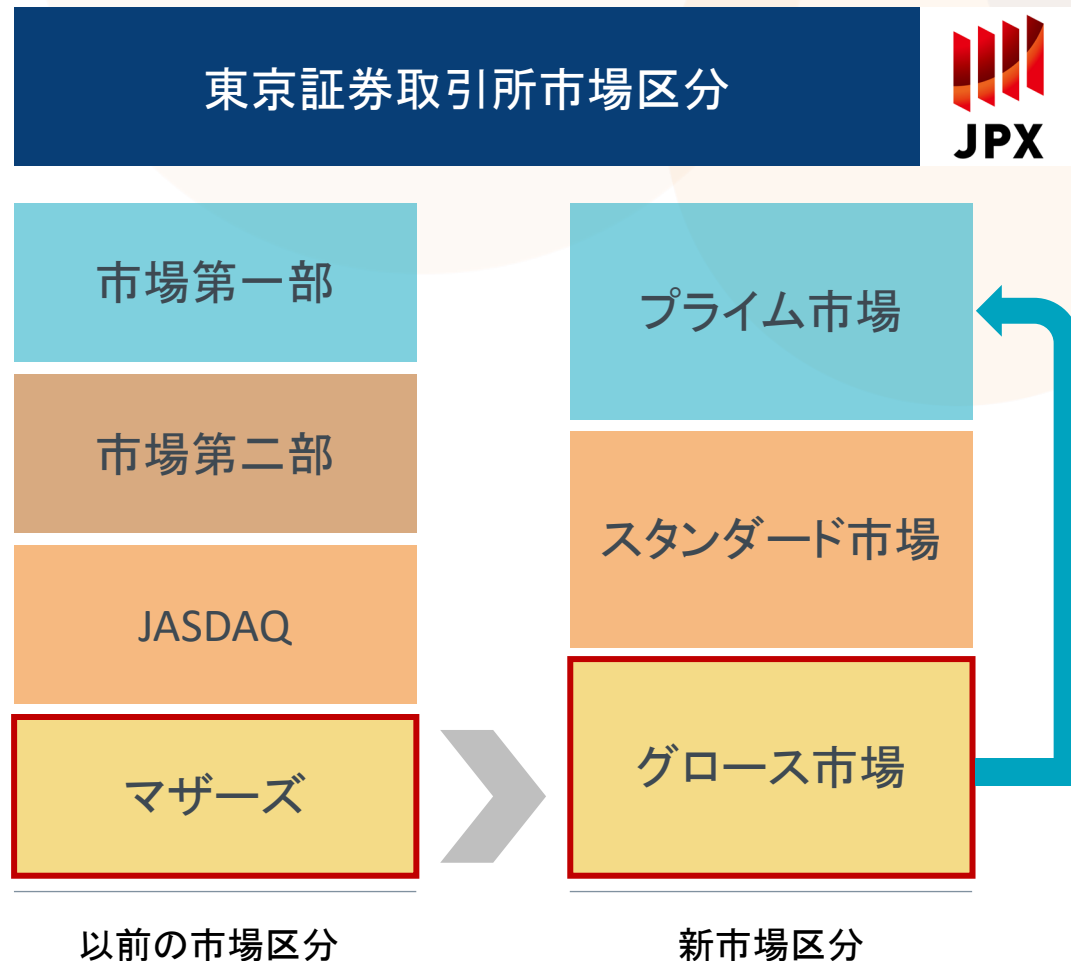 東京証券取引所市場区分
JPX
市場第一部
市場第二部
JASDAQ
マザーズ
以前の市場区分
プライム市場
スタンダード市場
グロース市場
新市場区分